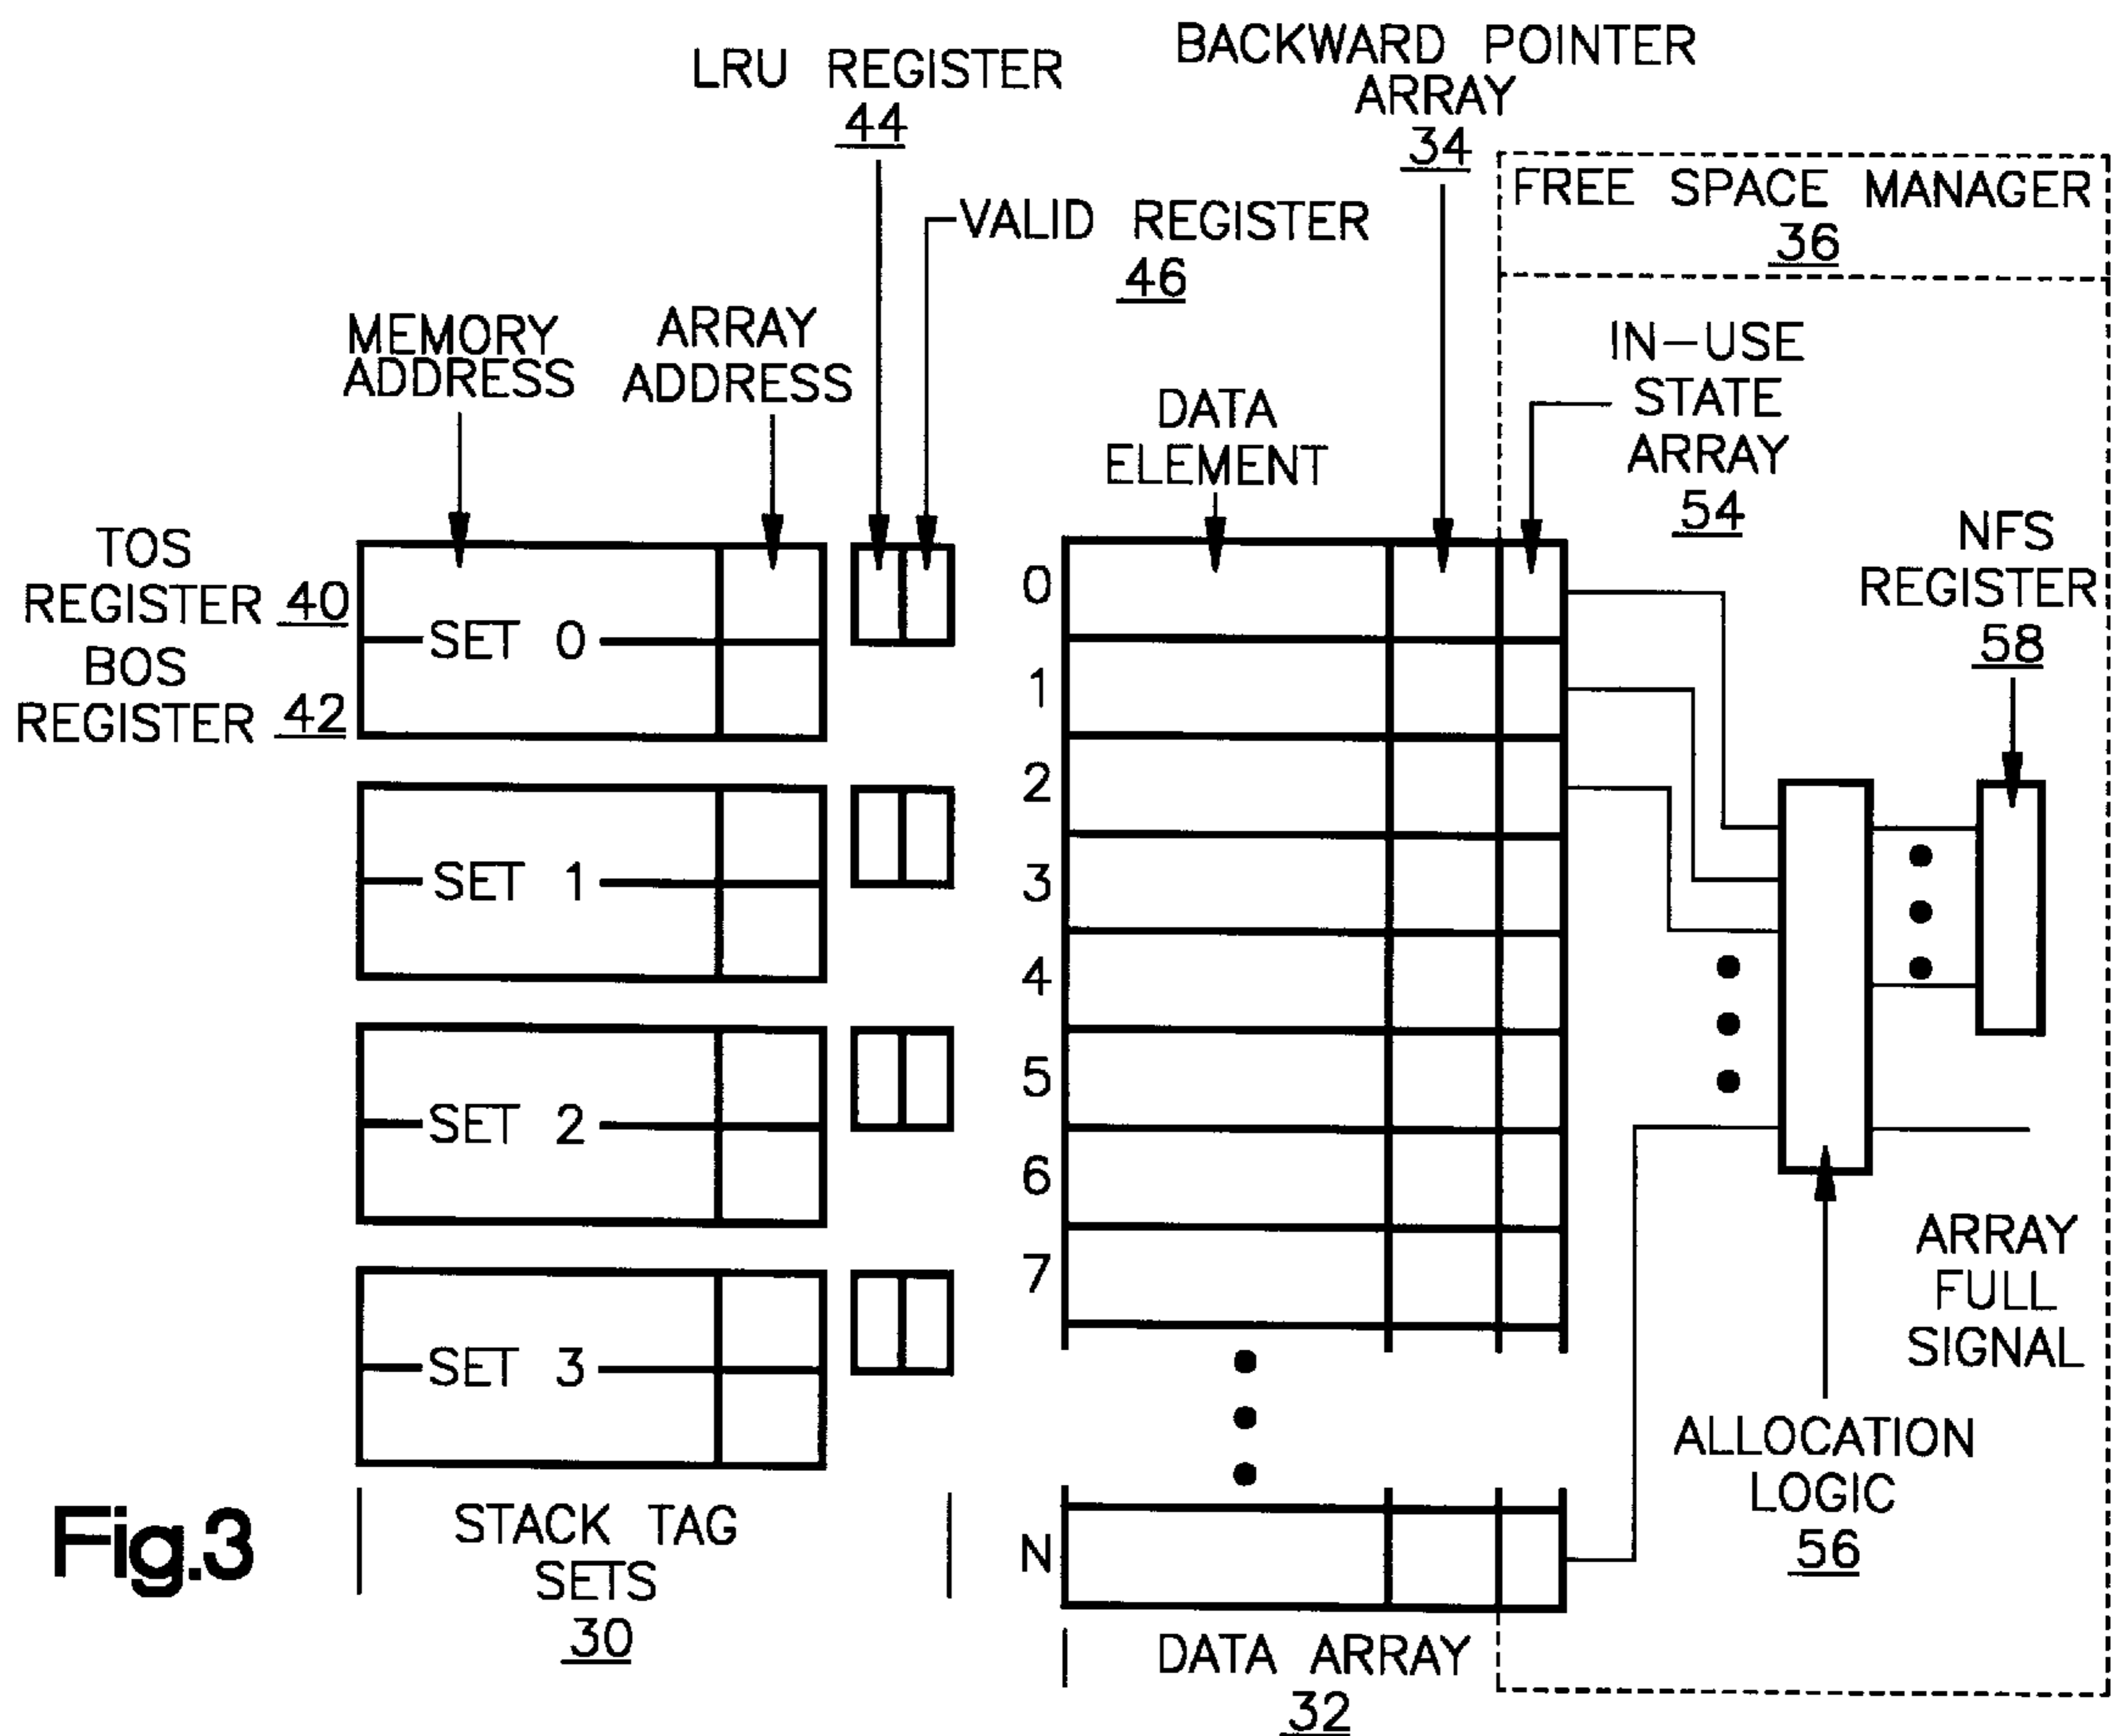 LRU REGISTER
44
BACKWARD POINTER
ARRAY
34
FREE SPACE MANAGER
36
VALID REGISTER
46
MEMORY
ADDRESS
ARRAY
ADDRESS
DATA
ELEMENT
IN-USE
STATE
ARRAY
54
NFS
REGISTER
58
TOS
REGISTER 40
BOS
REGISTER 42
SET 0
SET 1
SET 2
SET 3
0
1
2
3
4
5
6
7
N
ARRAY
FULL
SIGNAL
ALLOCATION
LOGIC
56
STACK TAG
SETS
30
DATA ARRAY
32
Fig.3